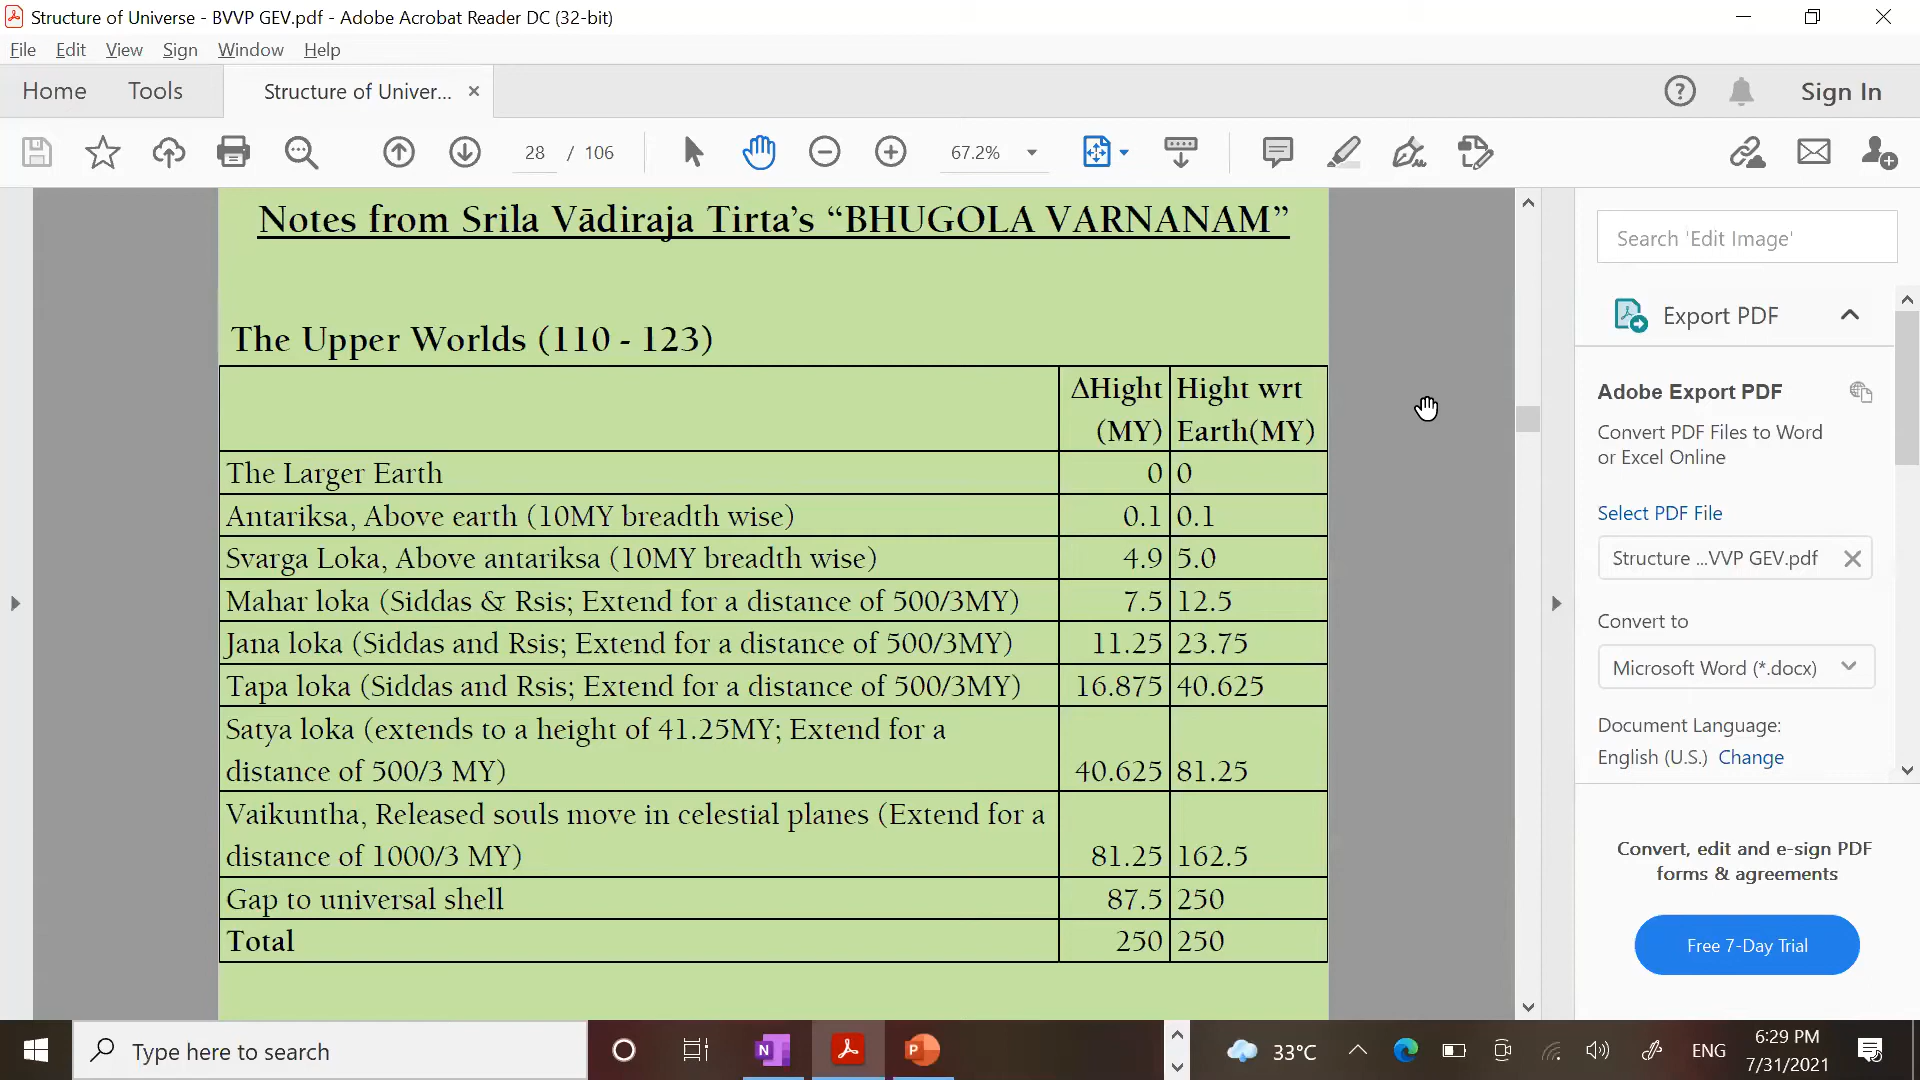 Structure of Universe - BVVP GEV.pdf - Adobe Acrobat Reader DC (32-bit)
File Edit View Sign Window Help
Home Tools Structure of Univer... Sign In
28 / 106 67.2%
Notes from Srila Vādiraja Tirta’s “BHUGOLA VARNANAM”
The Upper Worlds (110 - 123)
ΔHight (MY) Hight wrt Earth(MY)
The Larger Earth 0 0
Antariksa, Above earth (10MY breadth wise) 0.1 0.1
Svarga Loka, Above antariksa (10MY breadth wise) 4.9 5.0
Mahar loka (Siddas & Rsis; Extend for a distance of 500/3MY) 7.5 12.5
Jana loka (Siddas and Rsis; Extend for a distance of 500/3MY) 11.25 23.75
Tapa loka (Siddas and Rsis; Extend for a distance of 500/3MY) 16.875 40.625
Satya loka (extends to a height of 41.25MY; Extend for a
distance of 500/3 MY) 40.625 81.25
Vaikuntha, Released souls move in celestial planes (Extend for a
distance of 1000/3 MY) 81.25 162.5
Gap to universal shell 87.5 250
Total 250 250
Search 'Edit Image'
Export PDF
Adobe Export PDF
Convert PDF Files to Word
or Excel Online
Select PDF File
Structure ...VVP GEV.pdf
Convert to
Microsoft Word (*.docx)
Document Language:
English (U.S.) Change
Convert, edit and e-sign PDF
forms & agreements
Free 7-Day Trial
Type here to search
33°C
ENG
6:29 PM
7/31/2021